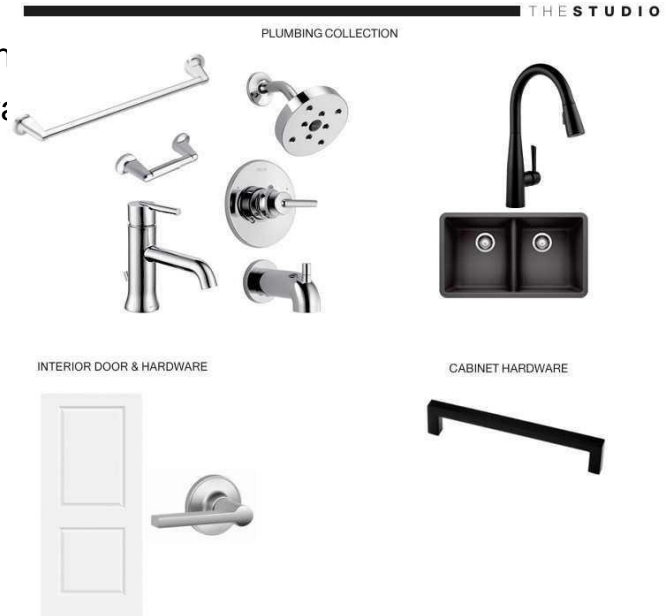 THE STUDIO
PLUMBING COLLECTION
INTERIOR DOOR & HARDWARE
CABINET HARDWARE